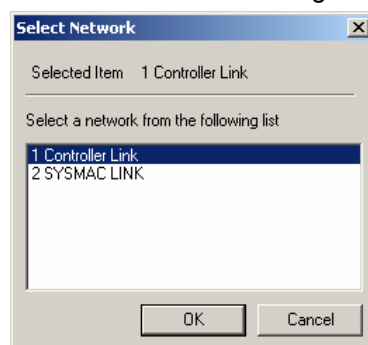 Select Network
Selected Item 1 Controller Link
Select a network from the following list
1 Controller Link
2 SYSMAC LINK
OK Cancel